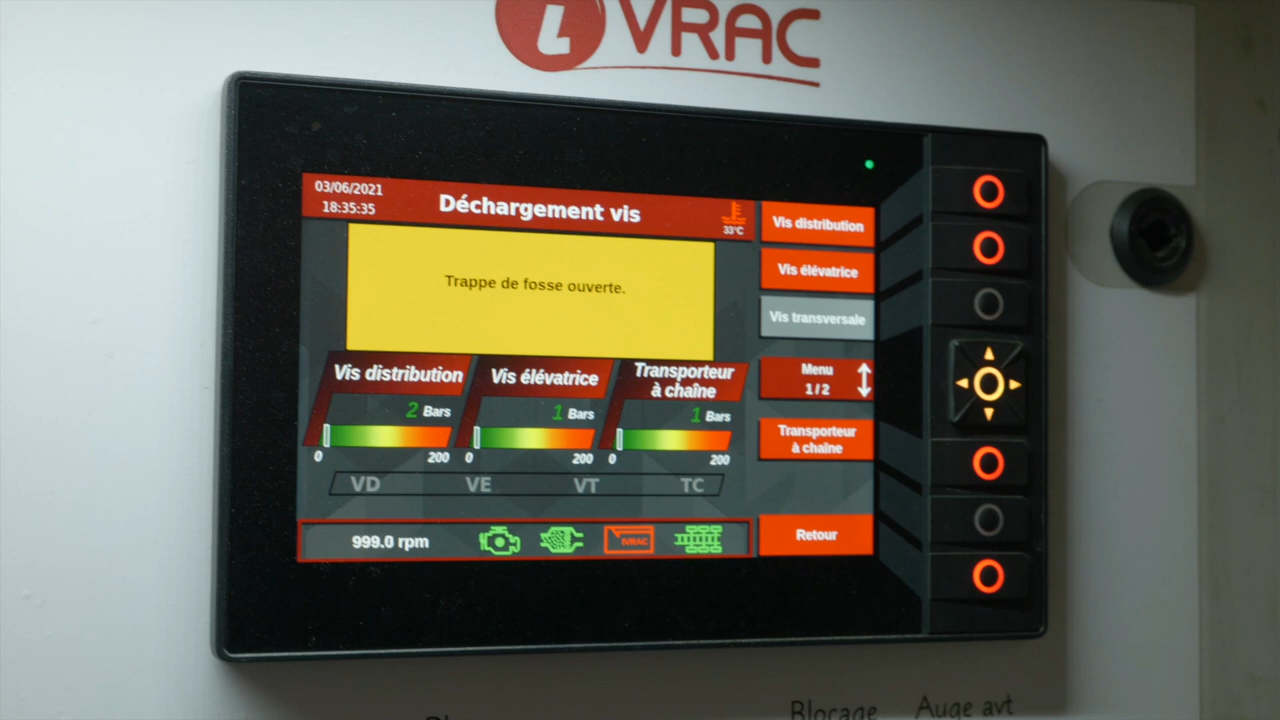 iVRAC
03/06/2021
18:35:35
Déchargement vis
33°C
Trappe de fosse ouverte.
Vis distribution
Vis élévatrice
Vis transversale
Menu
1 / 2
Transporteur
à chaîne
Retour
Vis distribution
Vis élévatrice
Transporteur
à chaîne
2 Bars
1 Bars
1 Bars
0 200
0 200
0 200
VD VE VT TC
999.0 rpm
IVRAC
Blocage Auge avt